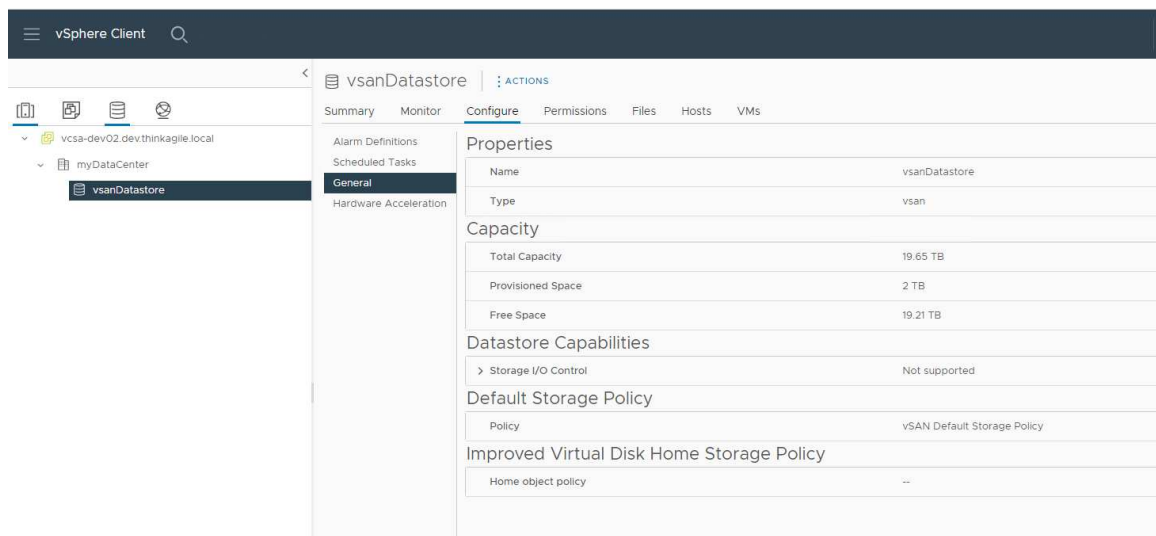 vSphere Client
vsanDatastore
ACTIONS
Summary Monitor Configure Permissions Files Hosts VMs
vcsa-dev02.dev.thinkagile.local
myDataCenter
vsanDatastore
Alarm Definitions
Scheduled Tasks
General
Hardware Acceleration
Properties
Name vsanDatastore
Type vsan
Capacity
Total Capacity 19.65 TB
Provisioned Space 2 TB
Free Space 19.21 TB
Datastore Capabilities
Storage I/O Control Not supported
Default Storage Policy
Policy vSAN Default Storage Policy
Improved Virtual Disk Home Storage Policy
Home object policy --